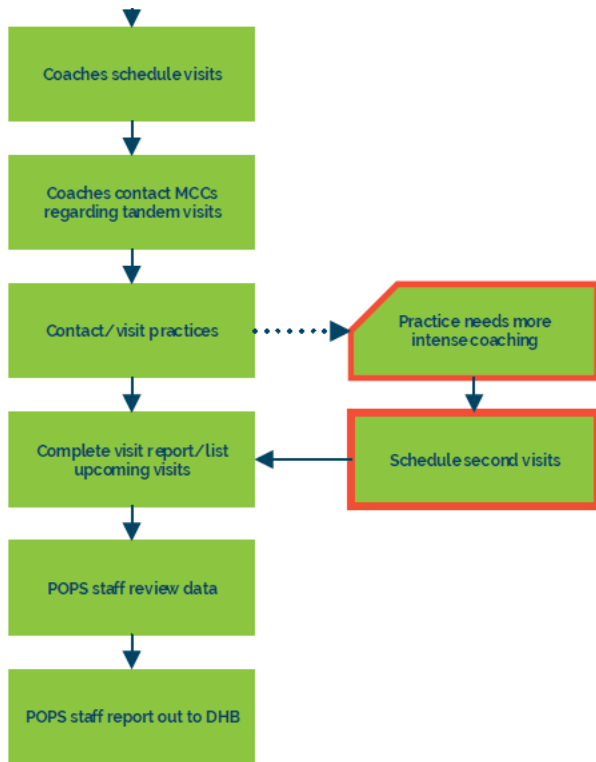 Coaches schedule visits
Coaches contact MCCs
regarding tandem visits
Contact/visit practices
Practice needs more
intense coaching
Complete visit report/list
upcoming visits
Schedule second visits
POPS staff review data
POPS staff report out to DHB